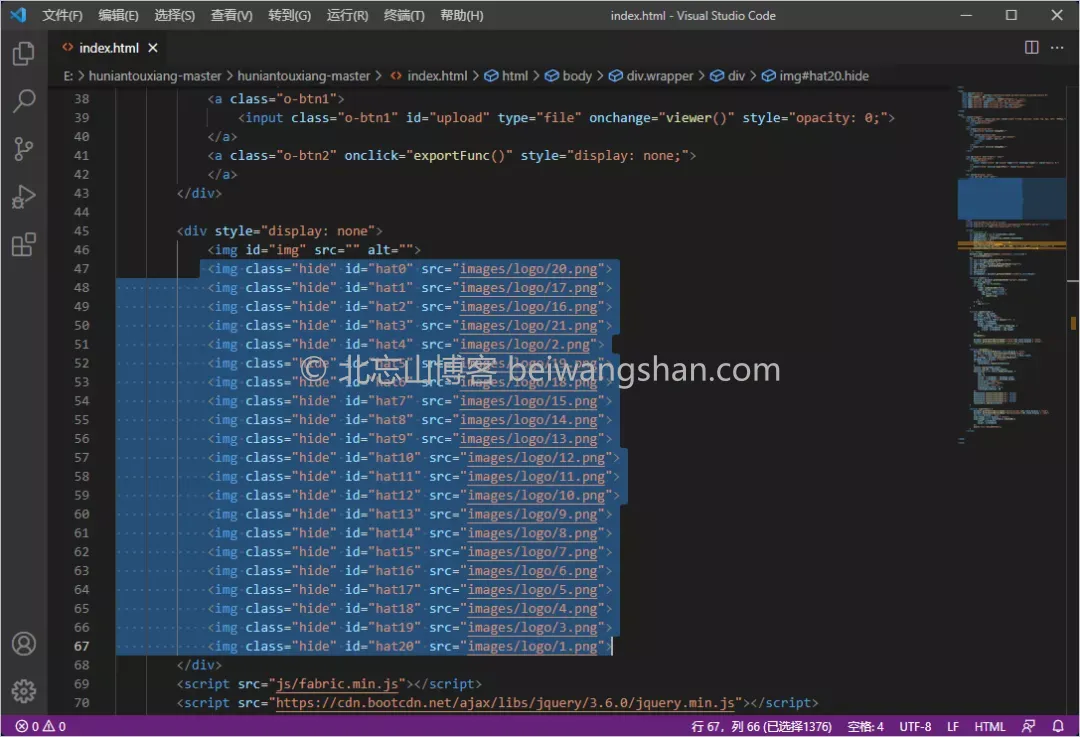 文件(F) 编辑(E) 选择(S) 查看(V) 转到(G) 运行(R) 终端(T) 帮助(H) index.html - Visual Studio Code
index.html
E: > huniantouxiang-master > huniantouxiang-master > index.html > html > body > div.wrapper > div > img#hat20.hide
38 <a class="o-btn1">
39 <input class="o-btn1" id="upload" type="file" onchange="viewer()" style="opacity: 0;">
40 </a>
41 <a class="o-btn2" onclick="exportFunc()" style="display: none;">
42 </a>
43 </div>
44
45 <div style="display: none">
46 <img id="img" src="" alt="">
47 <img class="hide" id="hat0" src="images/logo/20.png">
48 <img class="hide" id="hat1" src="images/logo/17.png">
49 <img class="hide" id="hat2" src="images/logo/16.png">
50 <img class="hide" id="hat3" src="images/logo/21.png">
51 <img class="hide" id="hat4" src="images/logo/2.png">
52 <img class="hide" id="hat5" src="images/logo/19.png">
53 <img class="hide" id="hat6" src="images/logo/18.png">
© 北忘山博客 beiwangshan.com
54 <img class="hide" id="hat7" src="images/logo/15.png">
55 <img class="hide" id="hat8" src="images/logo/14.png">
56 <img class="hide" id="hat9" src="images/logo/13.png">
57 <img class="hide" id="hat10" src="images/logo/12.png">
58 <img class="hide" id="hat11" src="images/logo/11.png">
59 <img class="hide" id="hat12" src="images/logo/10.png">
60 <img class="hide" id="hat13" src="images/logo/9.png">
61 <img class="hide" id="hat14" src="images/logo/8.png">
62 <img class="hide" id="hat15" src="images/logo/7.png">
63 <img class="hide" id="hat16" src="images/logo/6.png">
64 <img class="hide" id="hat17" src="images/logo/5.png">
65 <img class="hide" id="hat18" src="images/logo/4.png">
66 <img class="hide" id="hat19" src="images/logo/3.png">
67 <img class="hide" id="hat20" src="images/logo/1.png">
68 </div>
69 <script src="js/fabric.min.js"></script>
70 <script src="https://cdn.bootcdn.net/ajax/libs/jquery/3.6.0/jquery.min.js"></script>
0 0 行 67，列 66 (已选择1376) 空格: 4 UTF-8 LF HTML